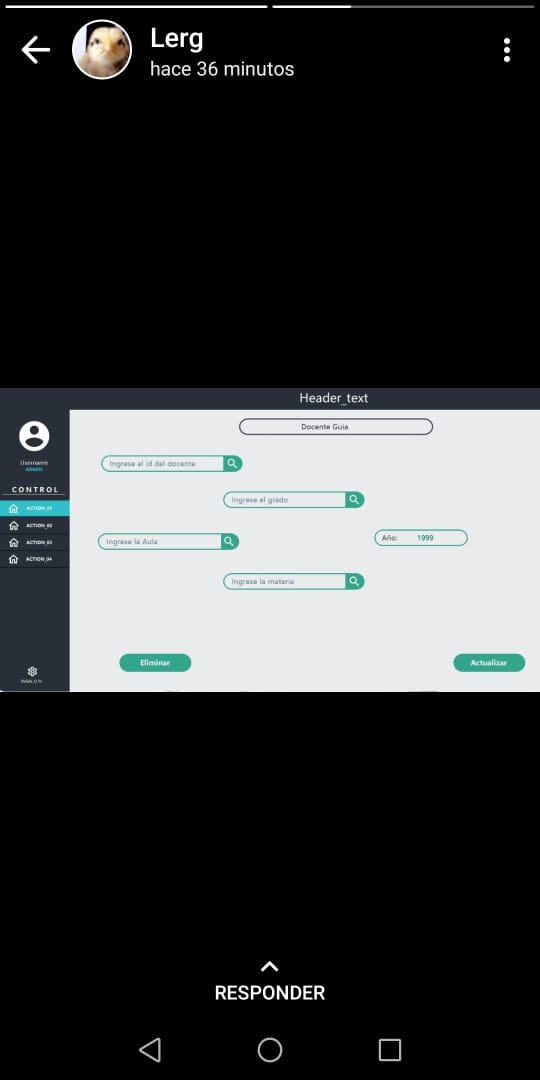 Lerg
hace 36 minutos
Header_text
Docente Guia
Username
ADMIN
CONTROL
ACTION_01
ACTION_02
ACTION_03
ACTION_04
Ingrese el id del docente
Ingrese el grado
Ingrese la Aula
Año: 1999
Ingrese la materia
Eliminar
Actualizar
RESPONDER